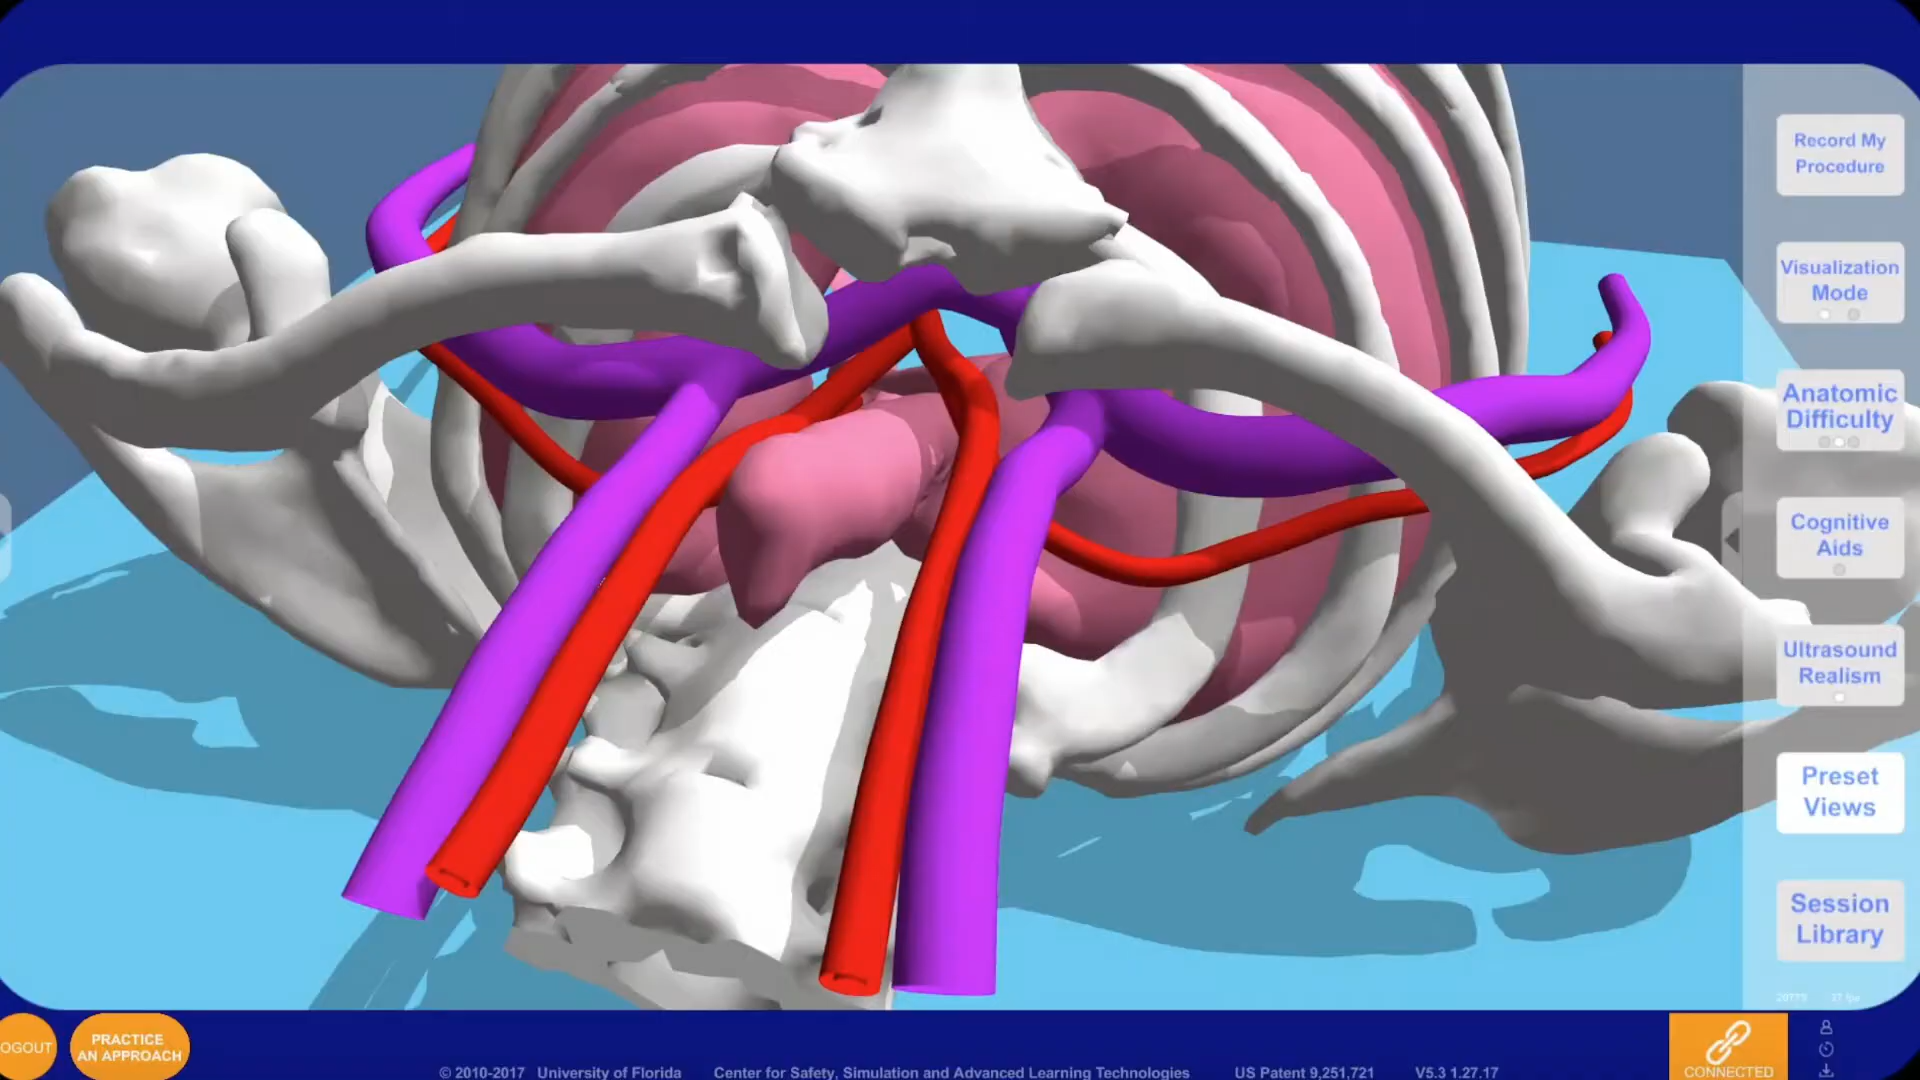 Record My
Procedure
Visualization
Mode
Anatomic
Difficulty
Cognitive
Aids
Ultrasound
Realism
Preset
Views
Session
Library
OGOUT
PRACTICE
AN APPROACH
© 2010-2017 University of Florida Center for Safety, Simulation and Advanced Learning Technologies US Patent 9,251,721 V5.3 1.27.17
CONNECTED